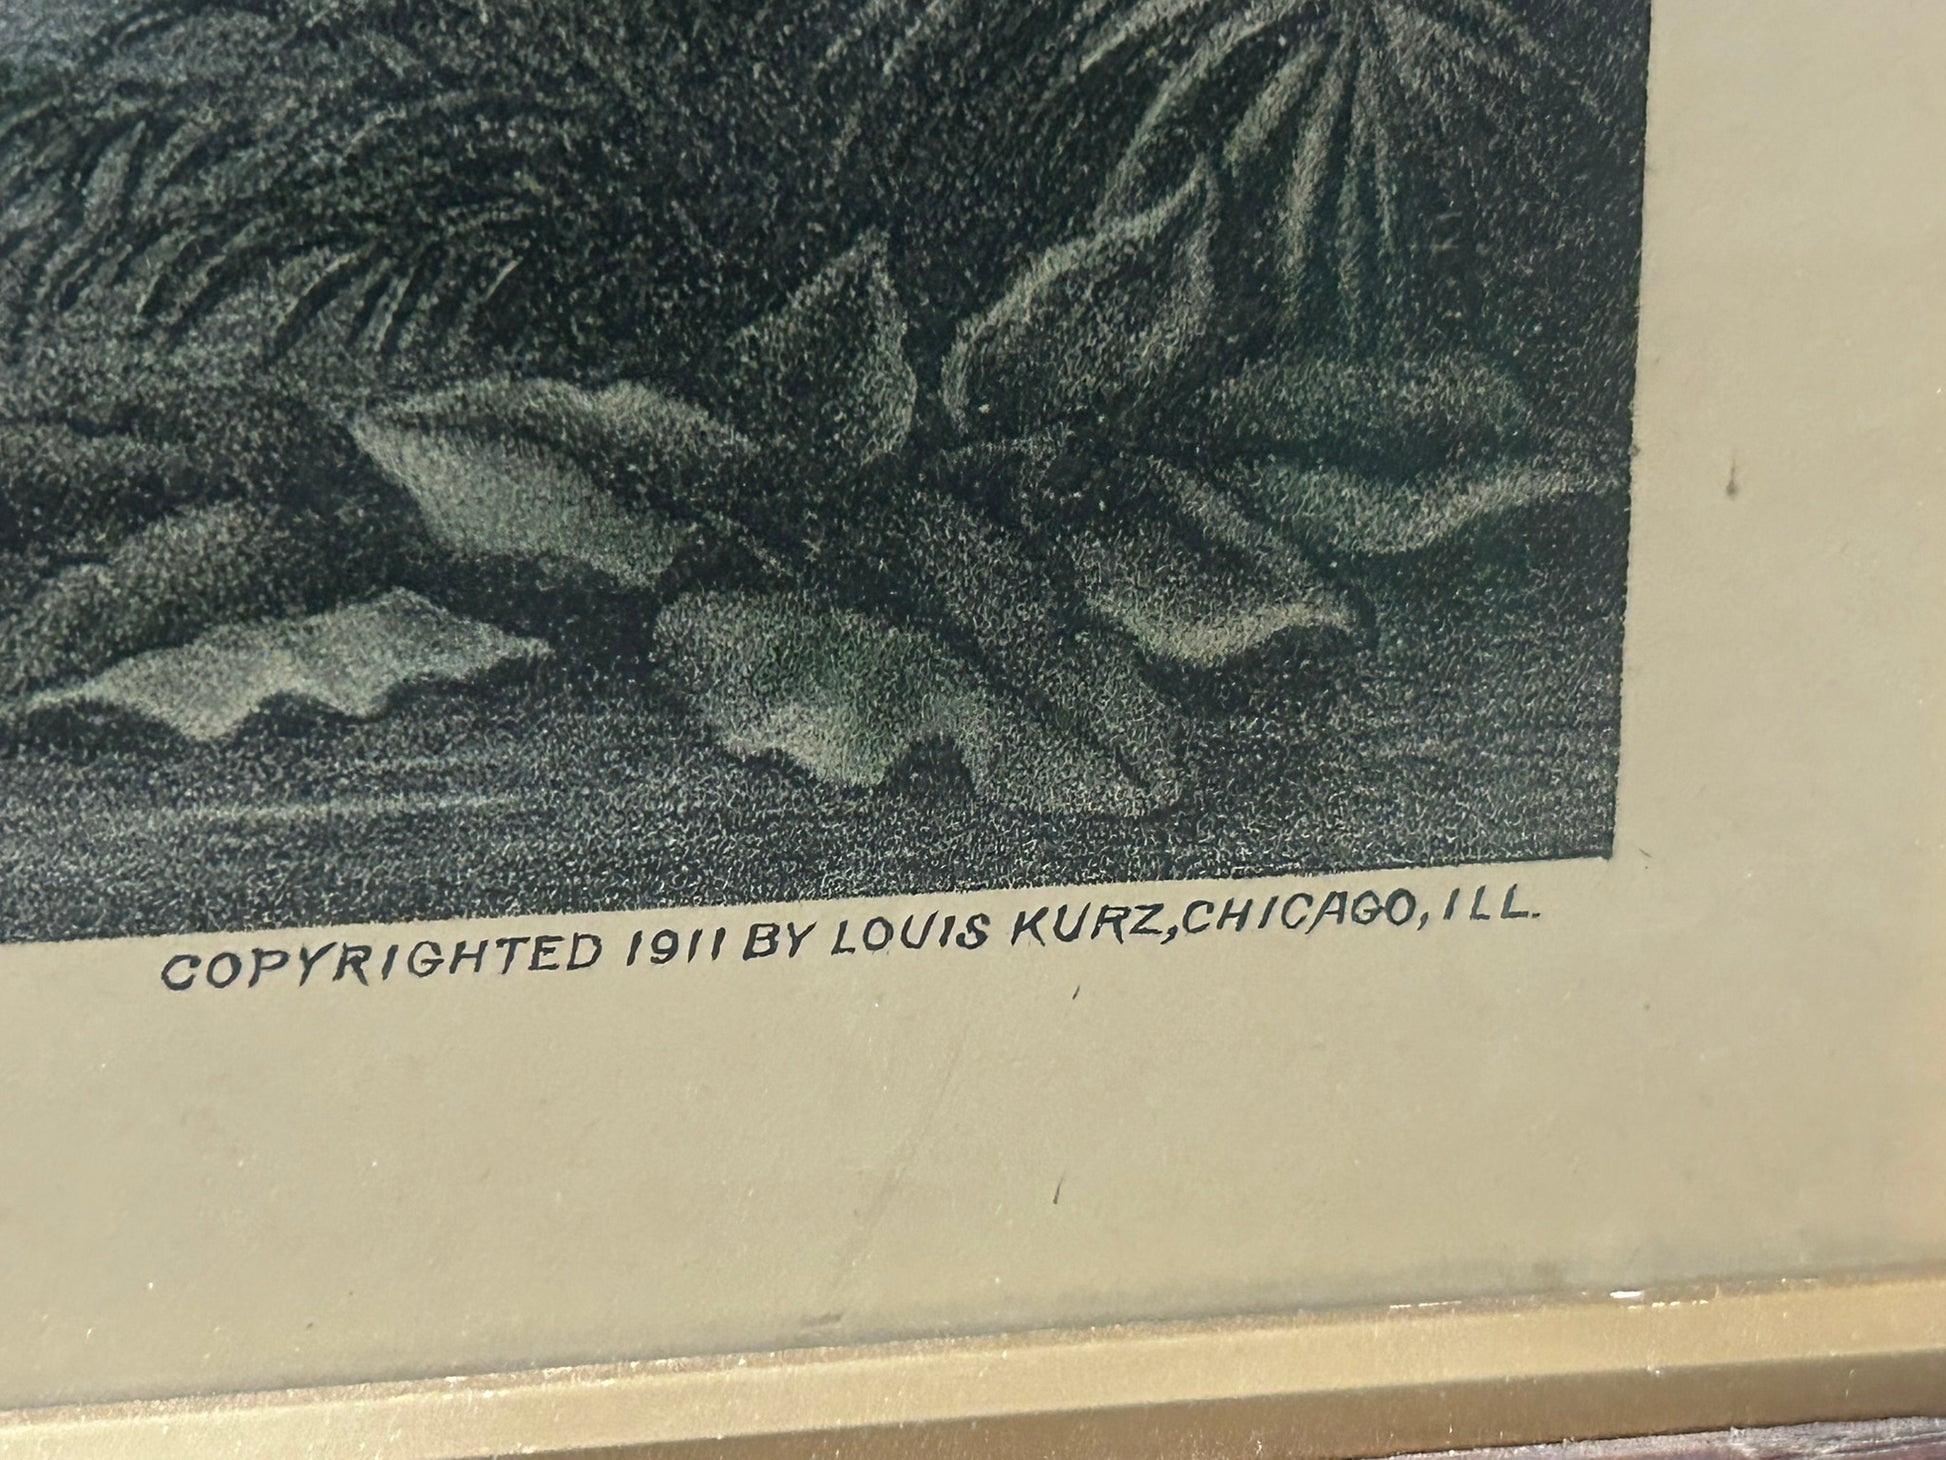 COPYRIGHTED 1911 BY LOUIS KURZ, CHICAGO, ILL.